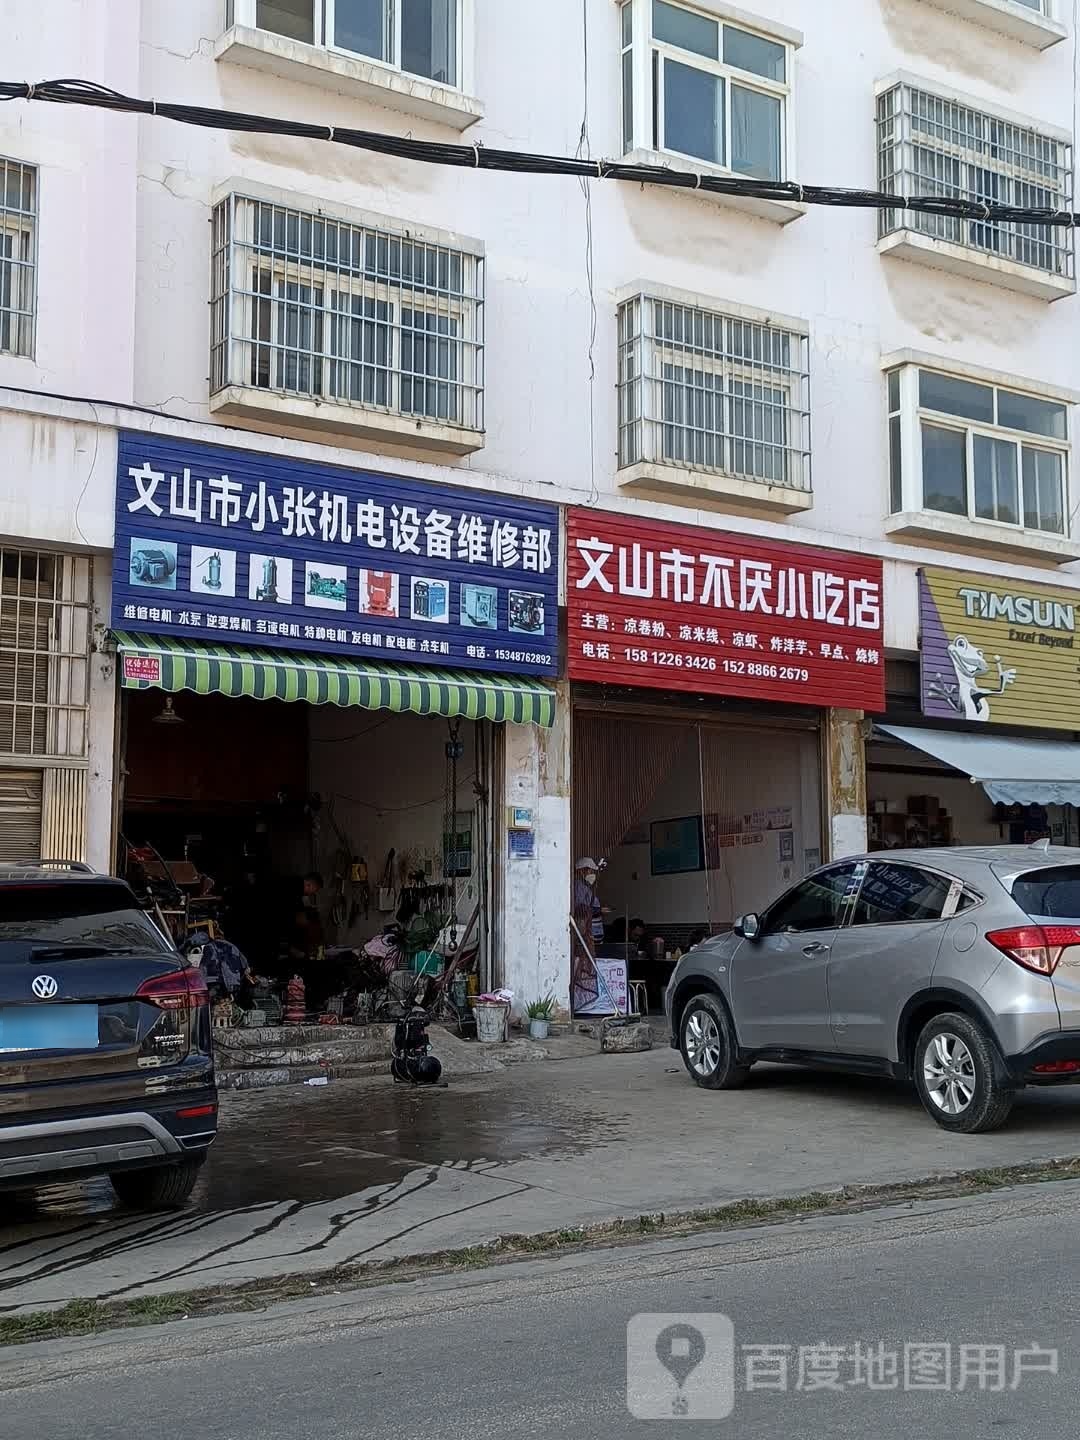 文山市小张机电设备维修部
维修电机 水泵 逆变焊机 多速电机 特种电机 发电机 配电柜 洗车机 电话：15348762892
文山市不厌小吃店
主营：凉卷粉、凉米线、凉虾、炸洋芋、早点、烧烤
电话：158 1226 3426 152 8866 2679
TIMSUN
Excel Beyond
TAYRON
百度地图用户